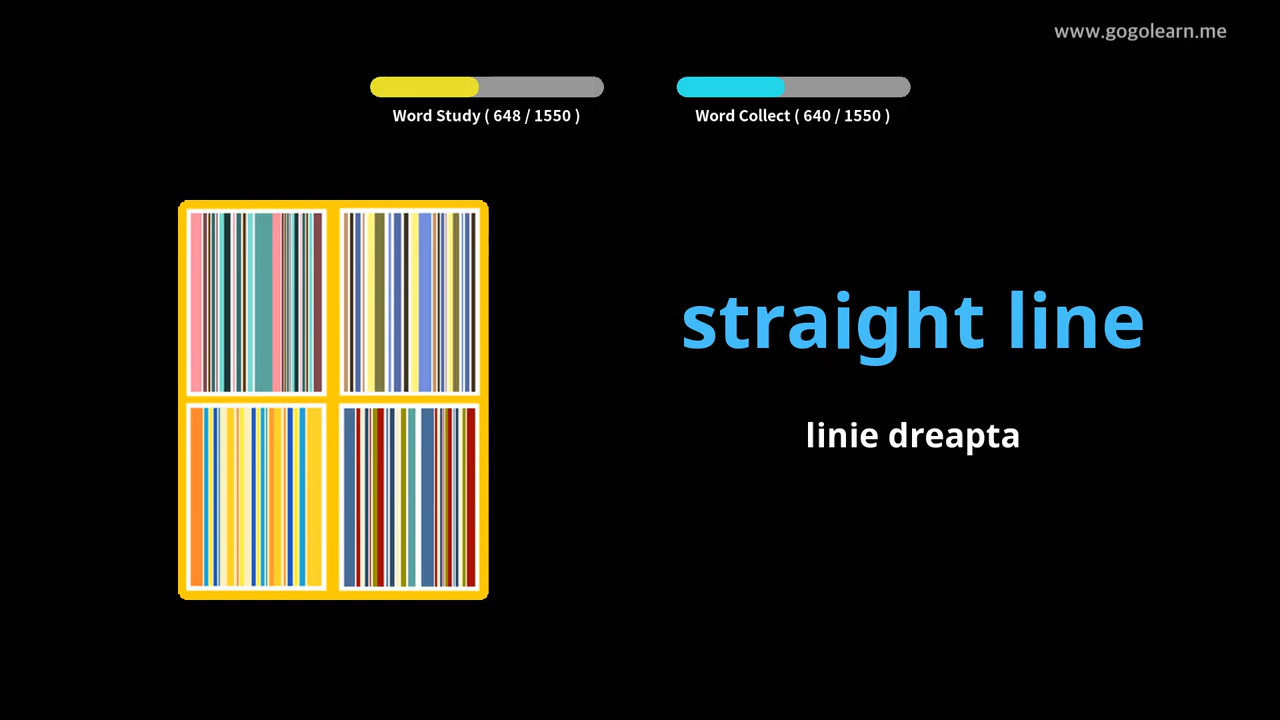 www.gogolearn.me
Word Study ( 648 / 1550 )
Word Collect ( 640 / 1550 )
straight line
linie dreapta